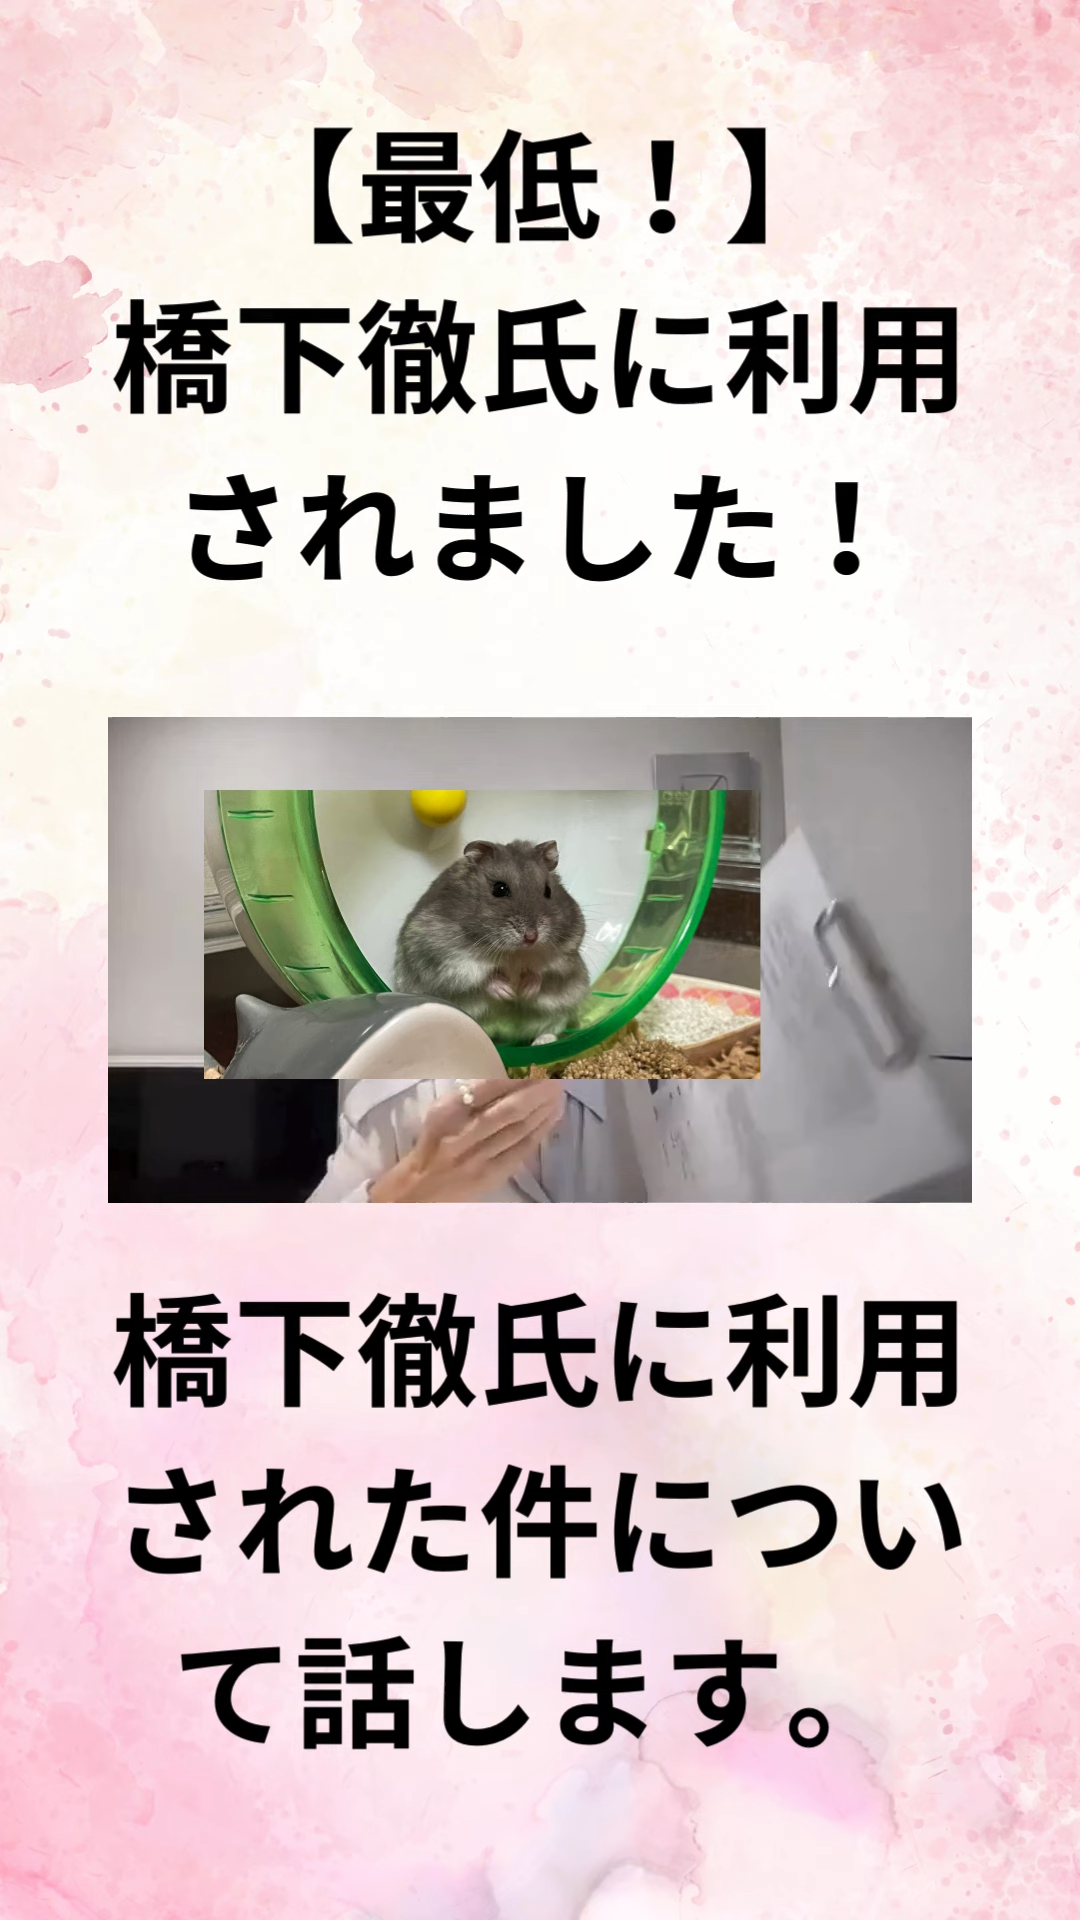 【最低！】
橋下徹氏に利用
されました！
橋下徹氏に利用
された件につい
て話します。